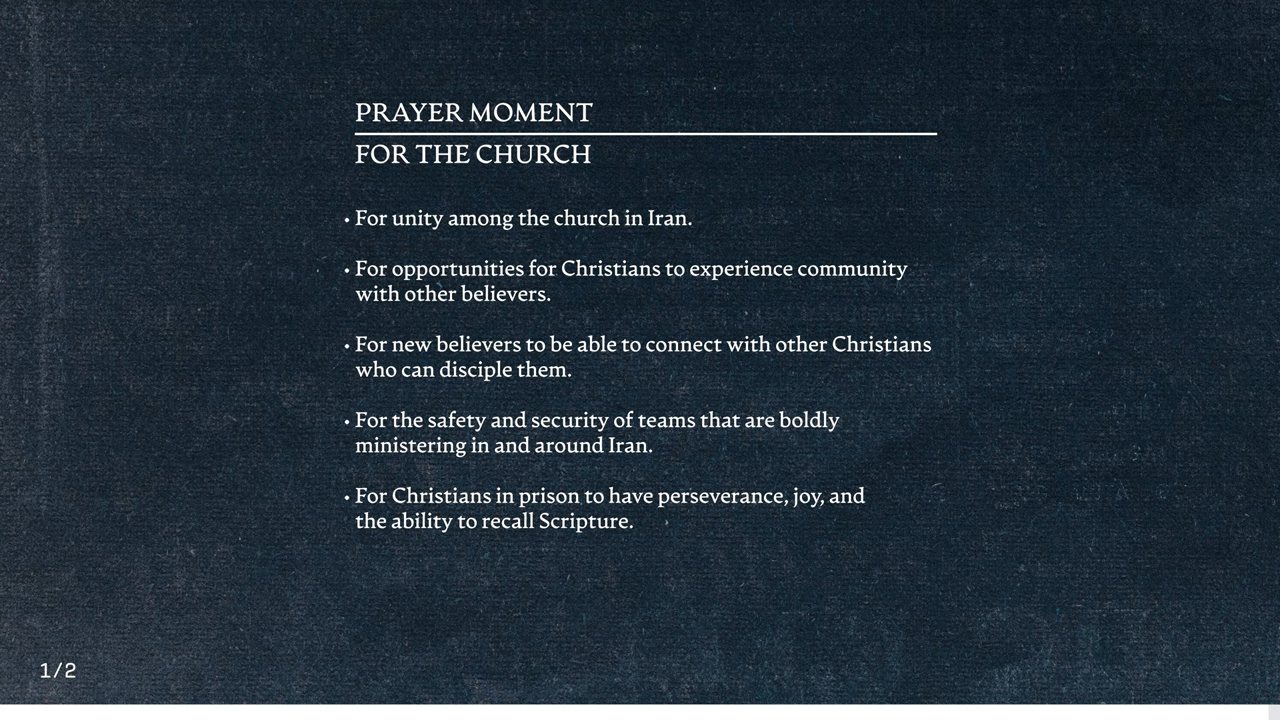 PRAYER MOMENT
FOR THE CHURCH
• For unity among the church in Iran.
• For opportunities for Christians to experience community
with other believers.
• For new believers to be able to connect with other Christians
who can disciple them.
• For the safety and security of teams that are boldly
ministering in and around Iran.
• For Christians in prison to have perseverance, joy, and
the ability to recall Scripture.
1/2